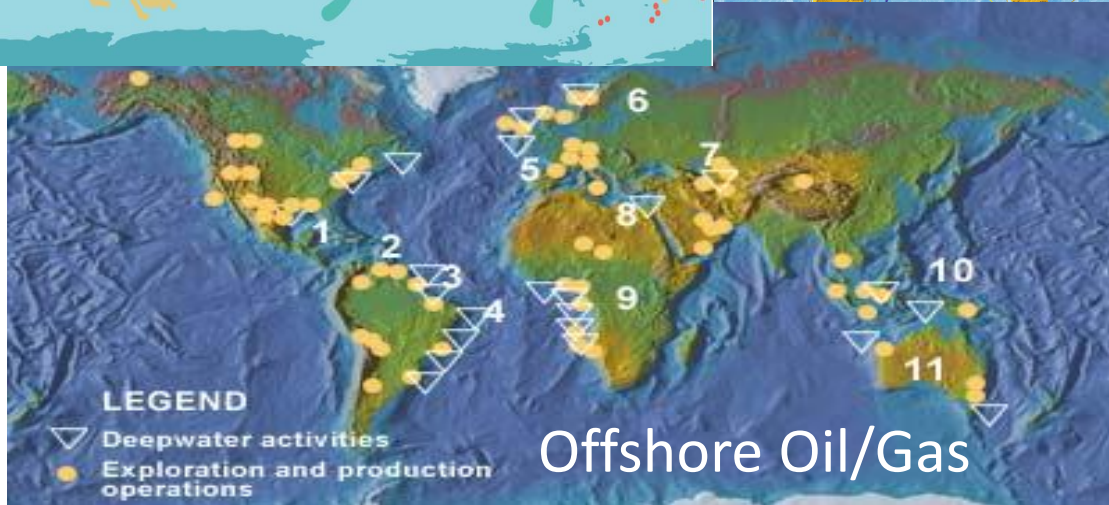 6
7
5
8
1
2
3
10
9
4
11
LEGEND
Deepwater activities
Exploration and production
operations
Offshore Oil/Gas